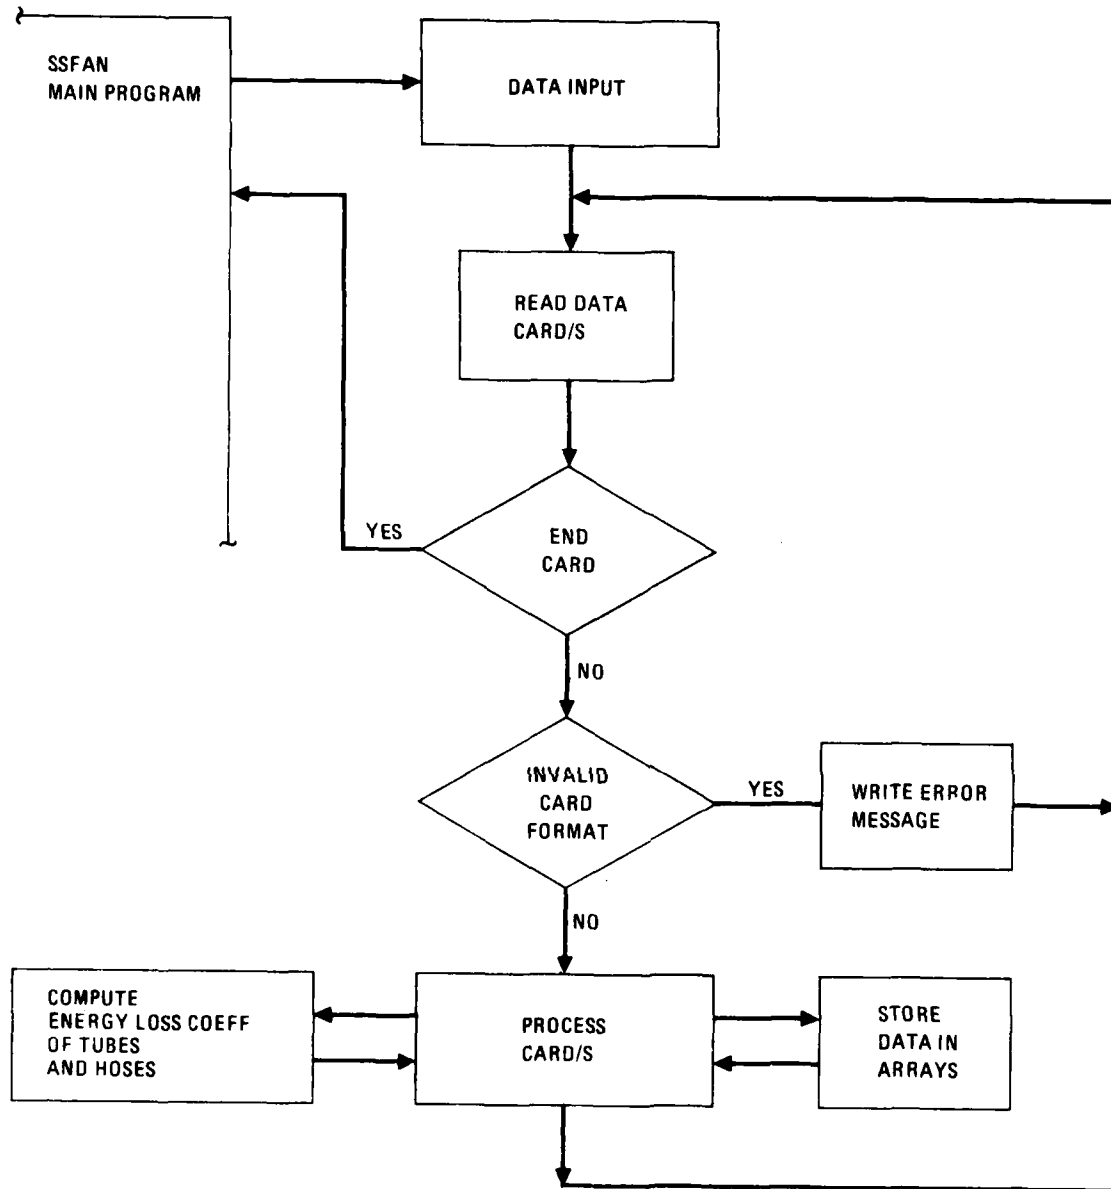 SSFAN
MAIN PROGRAM
DATA INPUT
READ DATA
CARD/S
YES
END
CARD
NO
INVALID
CARD
FORMAT
YES
WRITE ERROR
MESSAGE
NO
COMPUTE
ENERGY LOSS COEFF
OF TUBES
AND HOSES
PROCESS
CARD/S
STORE
DATA IN
ARRAYS